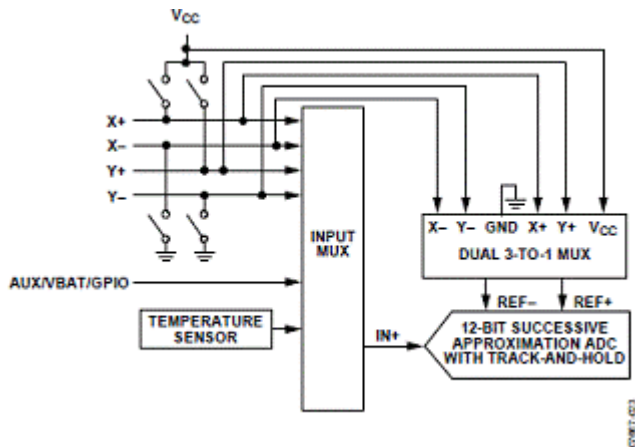 VCC
X+
X–
Y+
Y–
INPUT
MUX
X– Y– GND X+ Y+ VCC
DUAL 3-TO-1 MUX
AUX/VBAT/GPIO
REF– REF+
TEMPERATURE
SENSOR
IN+
12-BIT SUCCESSIVE
APPROXIMATION ADC
WITH TRACK-AND-HOLD